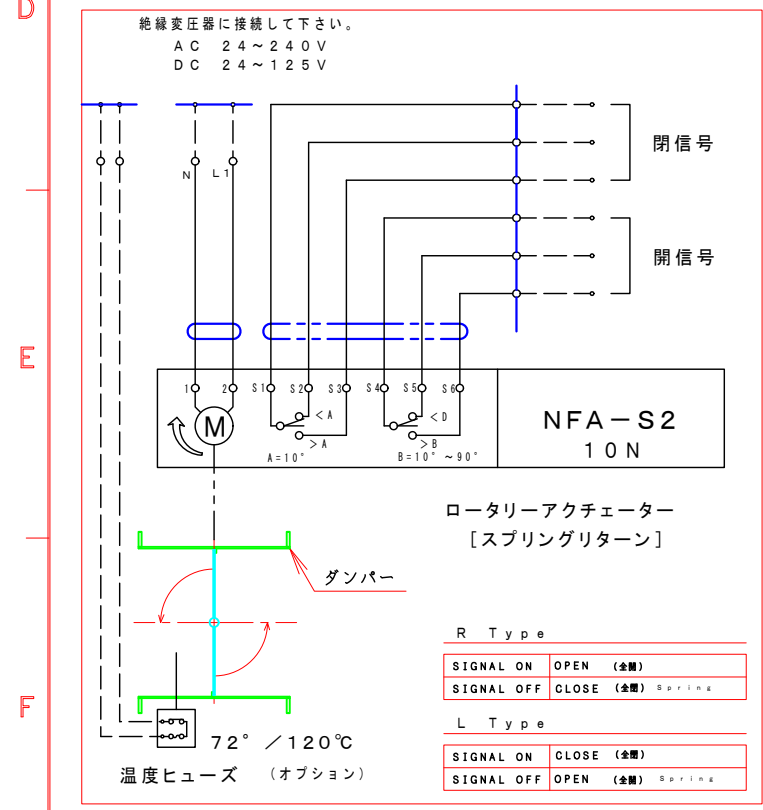 D
絶縁変圧器に接続して下さい。
AC 24~240V
DC 24~125V
閉信号
N L1
開信号
E
1 2 S1 S2 S3 S4 S5 S6
M <A >A <D >B
A=10° B=10°~90°
NFA-S2
10N
ロータリーアクチェーター
[スプリングリターン]
ダンパー
R Type
SIGNAL ON OPEN (全開)
SIGNAL OFF CLOSE (全閉) Spring
F
L Type
SIGNAL ON CLOSE (全閉)
SIGNAL OFF OPEN (全開) Spring
72° /120℃
温度ヒューズ (オプション)